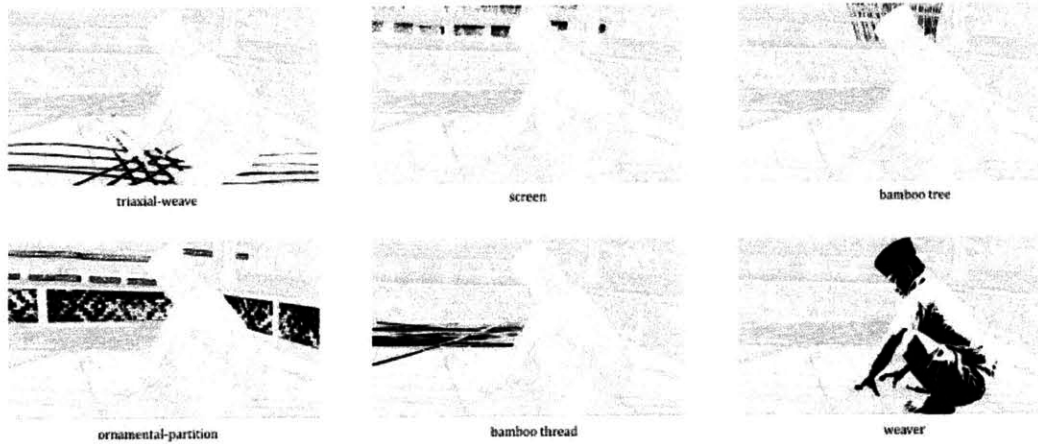 triaxial-weave
screen
bamboo tree
ornamental-partition
bamboo thread
weaver